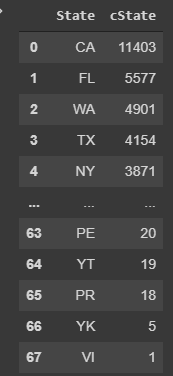 State cState
0 CA 11403
1 FL 5577
2 WA 4901
3 TX 4154
4 NY 3871
... ... ...
63 PE 20
64 YT 19
65 PR 18
66 YK 5
67 VI 1